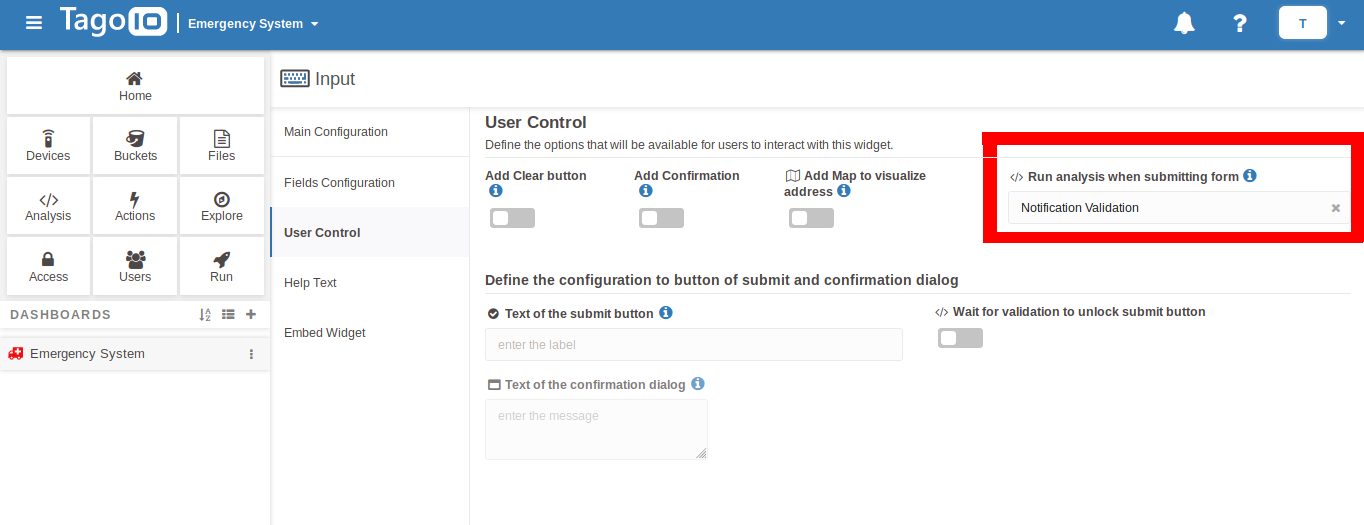 TagoIO
Emergency System
T
Home
Devices
Buckets
Files
Analysis
Actions
Explore
Access
Users
Run
DASHBOARDS
Emergency System
Input
Main Configuration
Fields Configuration
User Control
Help Text
Embed Widget
User Control
Define the options that will be available for users to interact with this widget.
Add Clear button
Add Confirmation
Add Map to visualize
address
Run analysis when submitting form
Notification Validation
Define the configuration to button of submit and confirmation dialog
Text of the submit button
enter the label
Wait for validation to unlock submit button
Text of the confirmation dialog
enter the message